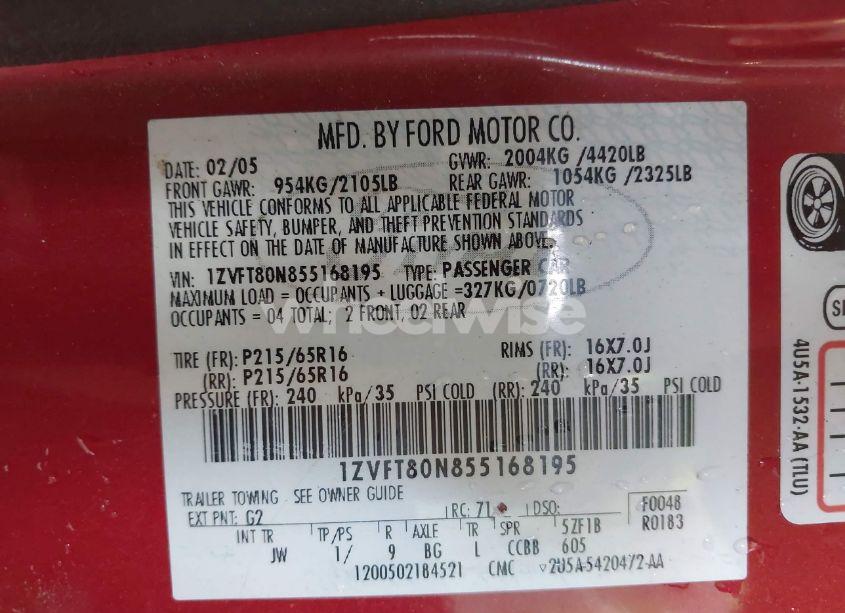 MFD. BY FORD MOTOR CO.
DATE: 02/05 GVWR: 2004KG /4420LB
FRONT GAWR: 954KG/2105LB REAR GAWR: 1054KG /2325LB
THIS VEHICLE CONFORMS TO ALL APPLICABLE FEDERAL MOTOR
VEHICLE SAFETY, BUMPER, AND THEFT PREVENTION STANDARDS
IN EFFECT ON THE DATE OF MANUFACTURE SHOWN ABOVE.
VIN: 1ZVFT80N855168195 TYPE: PASSENGER CAR
MAXIMUM LOAD = OCCUPANTS + LUGGAGE =327KG/0720LB
OCCUPANTS = 04 TOTAL; 2 FRONT, 02 REAR
wheelwise
TIRE (FR): P215/65R16 RIMS (FR): 16X7.0J
(RR): P215/65R16 (RR): 16X7.0J
PRESSURE (FR): 240 kPa/35 PSI COLD (RR): 240 kPa/35 PSI COLD
1ZVFT80N855168195
TRAILER TOWING SEE OWNER GUIDE
EXT PNT: G2 RC: 71 DSO: F0048
R0183
INT TR TP/PS R AXLE TR SPR 5ZF1B
JW 1/ 9 BG L CCBB 605
1200502184521 CMC 2U5A-5420472-AA
4U5A-1532-AA (TLU)